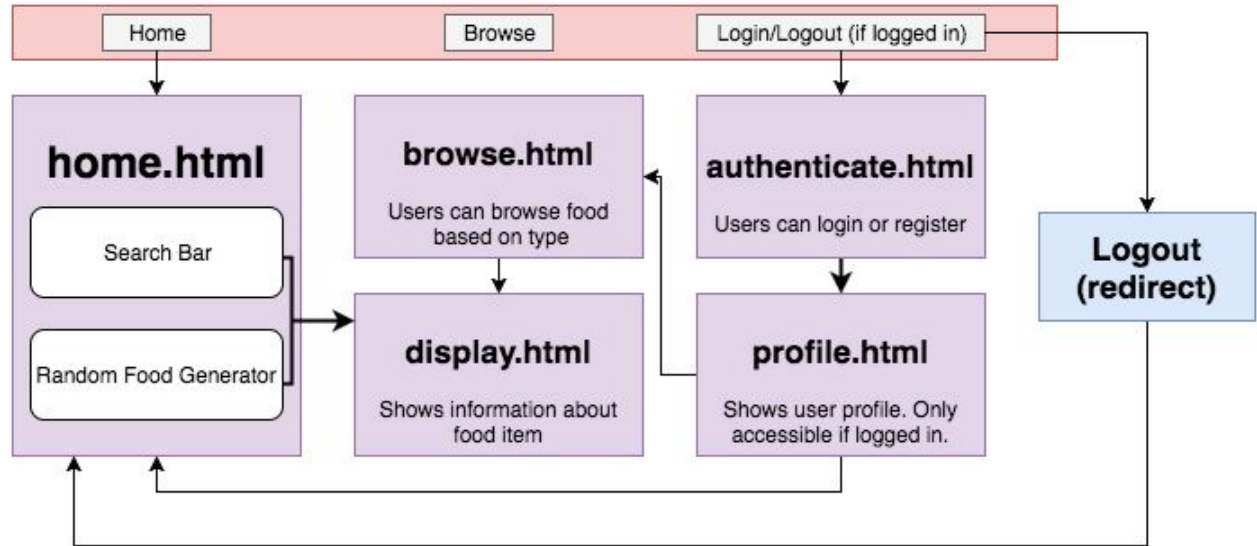 Home
Browse
Login/Logout (if logged in)
home.html
Search Bar
Random Food Generator
browse.html
Users can browse food
based on type
display.html
Shows information about
food item
authenticate.html
Users can login or register
profile.html
Shows user profile. Only
accessible if logged in.
Logout
(redirect)